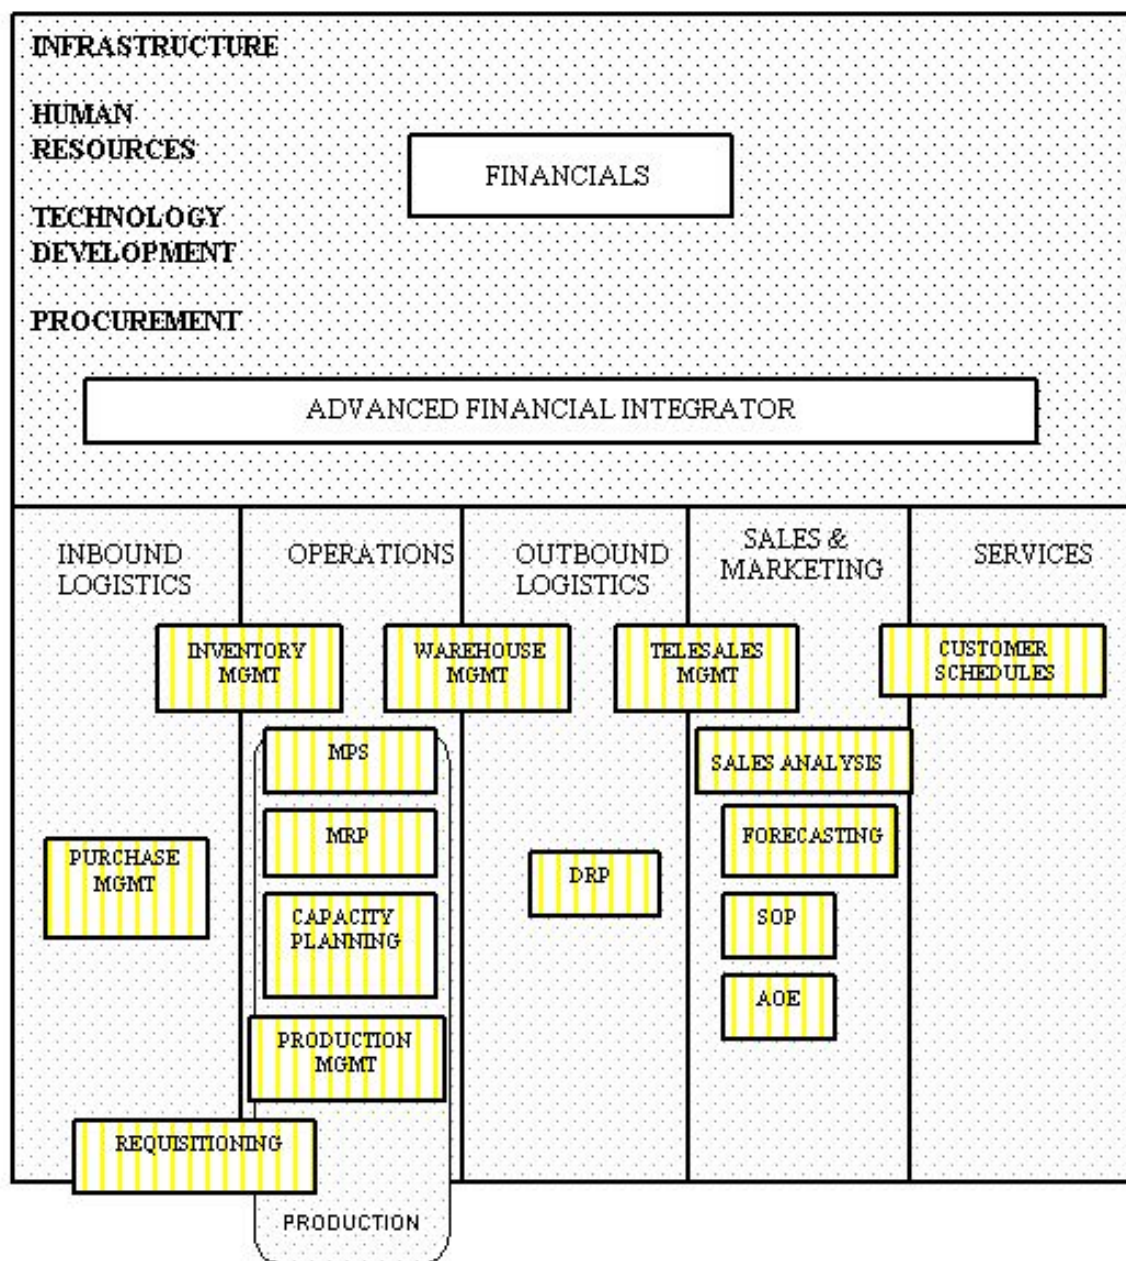 INFRASTRUCTURE
HUMAN
RESOURCES
FINANCIALS
TECHNOLOGY
DEVELOPMENT
PROCUREMENT
ADVANCED FINANCIAL INTEGRATOR
INBOUND
LOGISTICS
OPERATIONS
OUTBOUND
LOGISTICS
SALES &
MARKETING
SERVICES
INVENTORY
MGMT
WAREHOUSE
MGMT
TELESALES
MGMT
CUSTOMER
SCHEDULES
MPS
SALES ANALYSIS
MRP
FORECASTING
PURCHASE
MGMT
DRP
CAPACITY
PLANNING
SOP
AOE
PRODUCTION
MGMT
REQUISITIONING
PRODUCTION